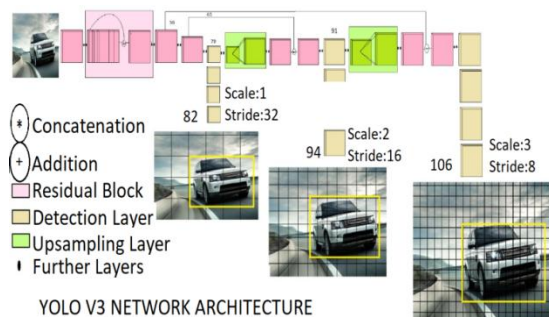 61
79
91
82
Scale:1
Stride:32
94
Scale:2
Stride:16
106
Scale:3
Stride:8
* Concatenation
+ Addition
Residual Block
Detection Layer
Upsampling Layer
Further Layers
YOLO V3 NETWORK ARCHITECTURE